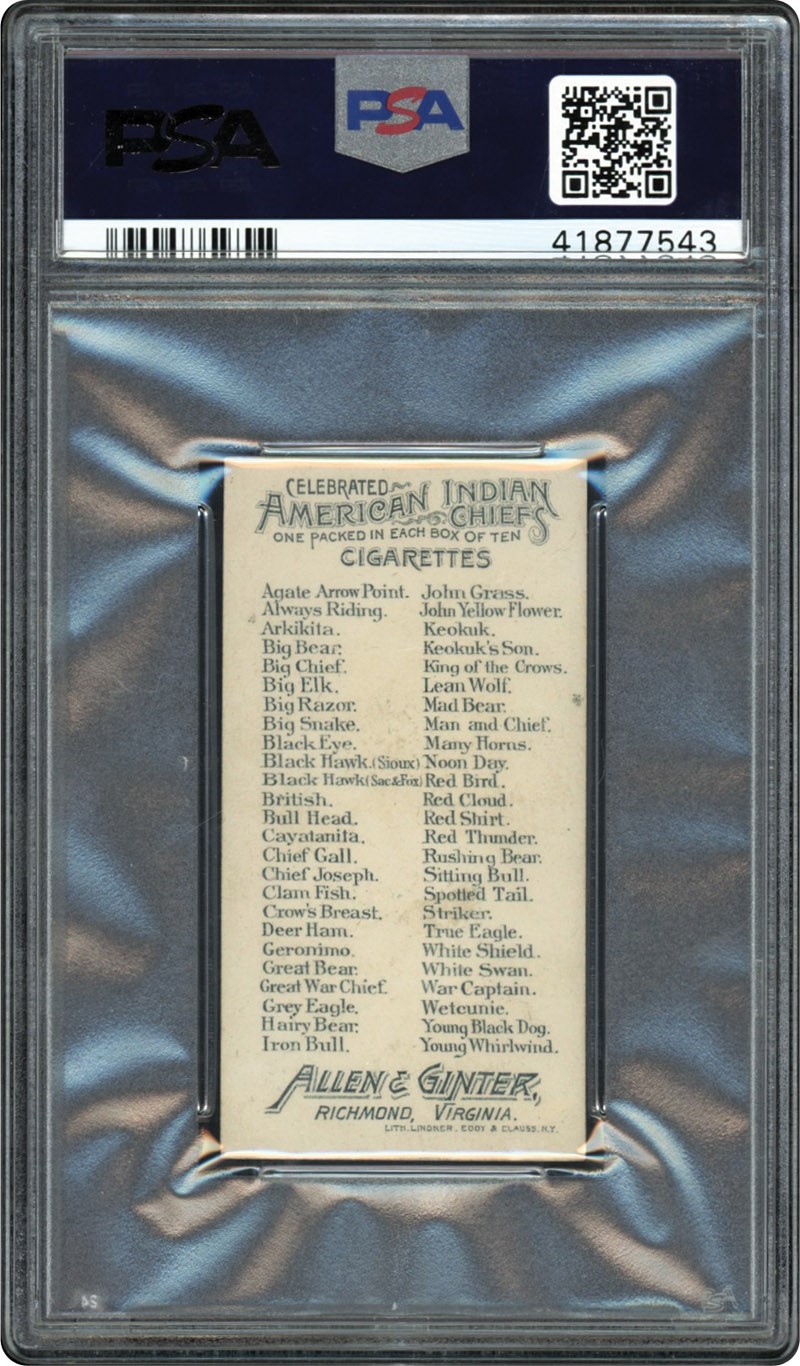 PSA
PSA
41877543
CELEBRATED
AMERICAN INDIAN
CHIEFS
ONE PACKED IN EACH BOX OF TEN
CIGARETTES
Agate Arrow Point. John Grass.
Always Riding. John Yellow Flower.
Arkikita. Keokuk.
Big Bear. Keokuk's Son.
Big Chief. King of the Crows.
Big Elk. Lean Wolf.
Big Razor. Mad Bear.
Big Snake. Man and Chief.
Black Eye. Many Horns.
Black Hawk. (Sioux) Noon Day.
Black Hawk (Sac & Fox) Red Bird.
British. Red Cloud.
Bull Head. Red Shirt.
Cayatanita. Red Thunder.
Chief Gall. Rushing Bear.
Chief Joseph. Sitting Bull.
Clam Fish. Spotted Tail.
Crow's Breast. Striker.
Deer Ham. True Eagle.
Geronimo. White Shield.
Great Bear. White Swan.
Great War Chief. War Captain.
Grey Eagle. Wetcunie.
Hairy Bear. Young Black Dog.
Iron Bull. Young Whirlwind.
ALLEN & GINTER,
RICHMOND, VIRGINIA.
LITH. LINDNER, EDDY & CLAUSS, N.Y.
24
PSA